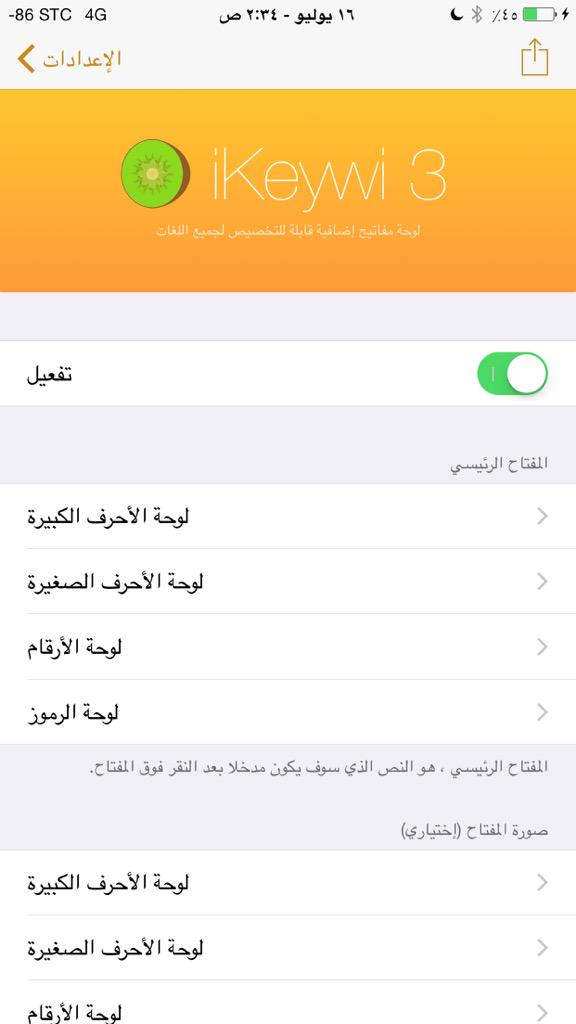 -86 STC 4G
١٦ يوليو - ٢:٣٤ ص
٪٤٥
الإعدادات
iKeywi 3
لوحة مفاتيح إضافية قابلة للتخصيص لجميع اللغات
تفعيل
المفتاح الرئيسي
لوحة الأحرف الكبيرة
لوحة الأحرف الصغيرة
لوحة الأرقام
لوحة الرموز
المفتاح الرئيسي ، هو النص الذي سوف يكون مدخلا بعد النقر فوق المفتاح.
صورة المفتاح (إختياري)
لوحة الأحرف الكبيرة
لوحة الأحرف الصغيرة
لوحة الأرقام